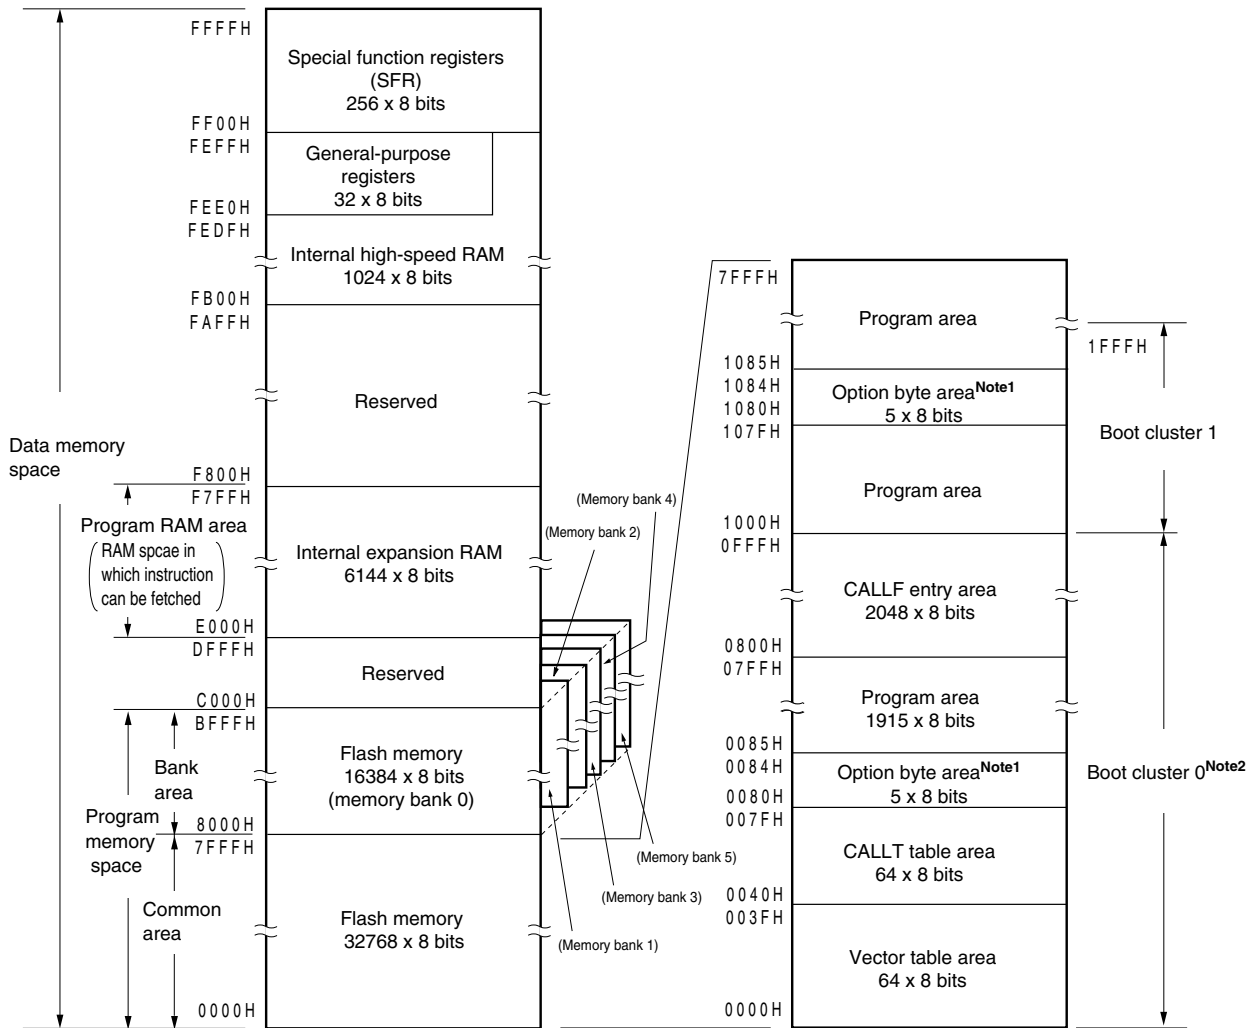 FFFFH
Special function registers
(SFR)
256 x 8 bits
FF00H
FEFFH
General-purpose
registers
32 x 8 bits
FEE0H
FEDFH
Internal high-speed RAM
1024 x 8 bits
FB00H
FAFFH
Reserved
Data memory
space
F800H
F7FFH
Program RAM area
RAM spcae in
which instruction
can be fetched
Internal expansion RAM
6144 x 8 bits
E000H
DFFFH
Reserved
C000H
BFFFH
Bank
area
Flash memory
16384 x 8 bits
(memory bank 0)
Program
memory
space
8000H
7FFFH
Common
area
Flash memory
32768 x 8 bits
0000H
(Memory bank 4)
(Memory bank 2)
(Memory bank 5)
(Memory bank 3)
(Memory bank 1)
7FFFH
Program area
1FFFH
1085H
1084H
Option byte areaNote1
5 x 8 bits
1080H
107FH
Boot cluster 1
Program area
1000H
0FFFH
CALLF entry area
2048 x 8 bits
0800H
07FFH
Program area
1915 x 8 bits
0085H
0084H
Option byte areaNote1
5 x 8 bits
Boot cluster 0Note2
0080H
007FH
CALLT table area
64 x 8 bits
0040H
003FH
Vector table area
64 x 8 bits
0000H